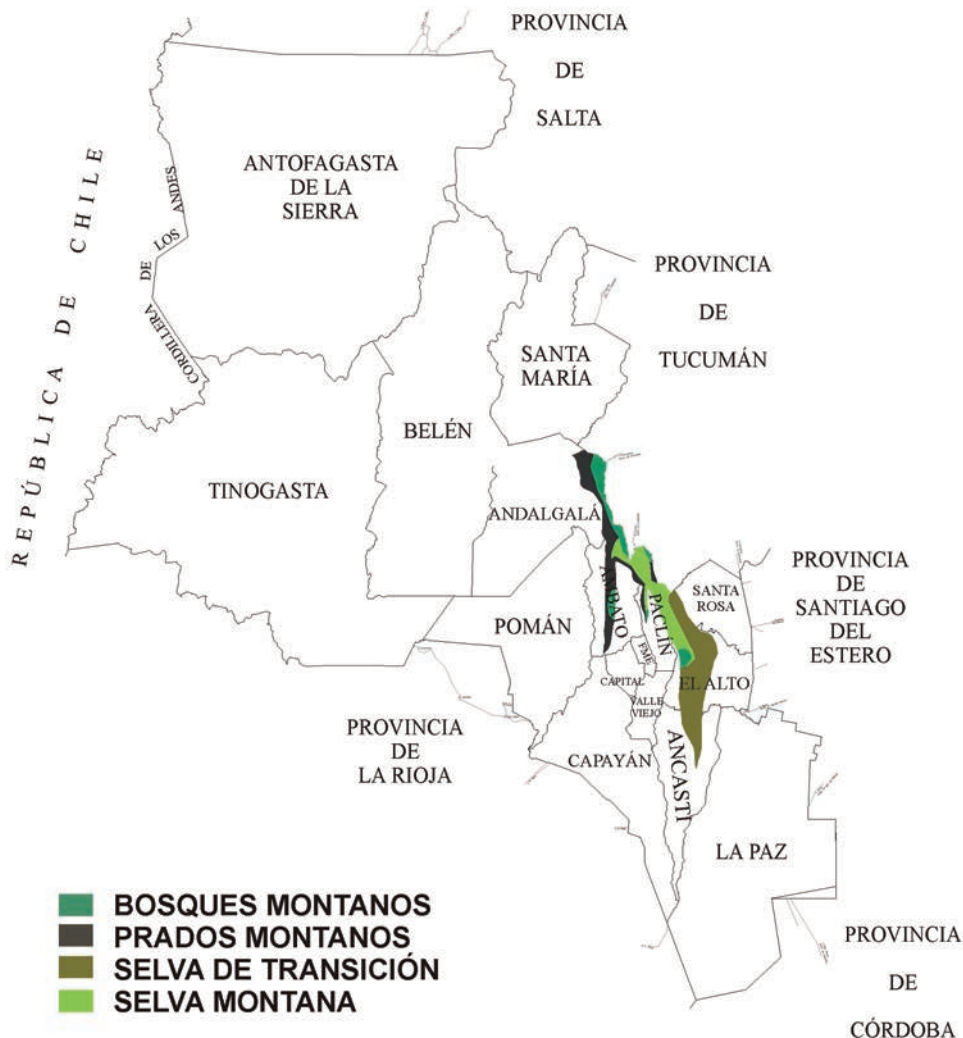 PROVINCIA
DE
SALTA
ANTOFAGASTA
DE LA
SIERRA
REPÚBLICA DE CHILE
CORDILLERA DE LOS ANDES
PROVINCIA
DE
TUCUMÁN
SANTA
MARÍA
BELÉN
TINOGASTA
ANDALGALÁ
AMBATO
PACLÍN
SANTA
ROSA
PROVINCIA
DE
SANTIAGO
DEL
ESTERO
POMÁN
FME
CAPITAL
EL ALTO
VALLE
VIEJO
PROVINCIA
DE
LA RIOJA
CAPAYÁN
ANCASTI
LA PAZ
BOSQUES MONTANOS
PRADOS MONTANOS
SELVA DE TRANSICIÓN
SELVA MONTANA
PROVINCIA
DE
CÓRDOBA